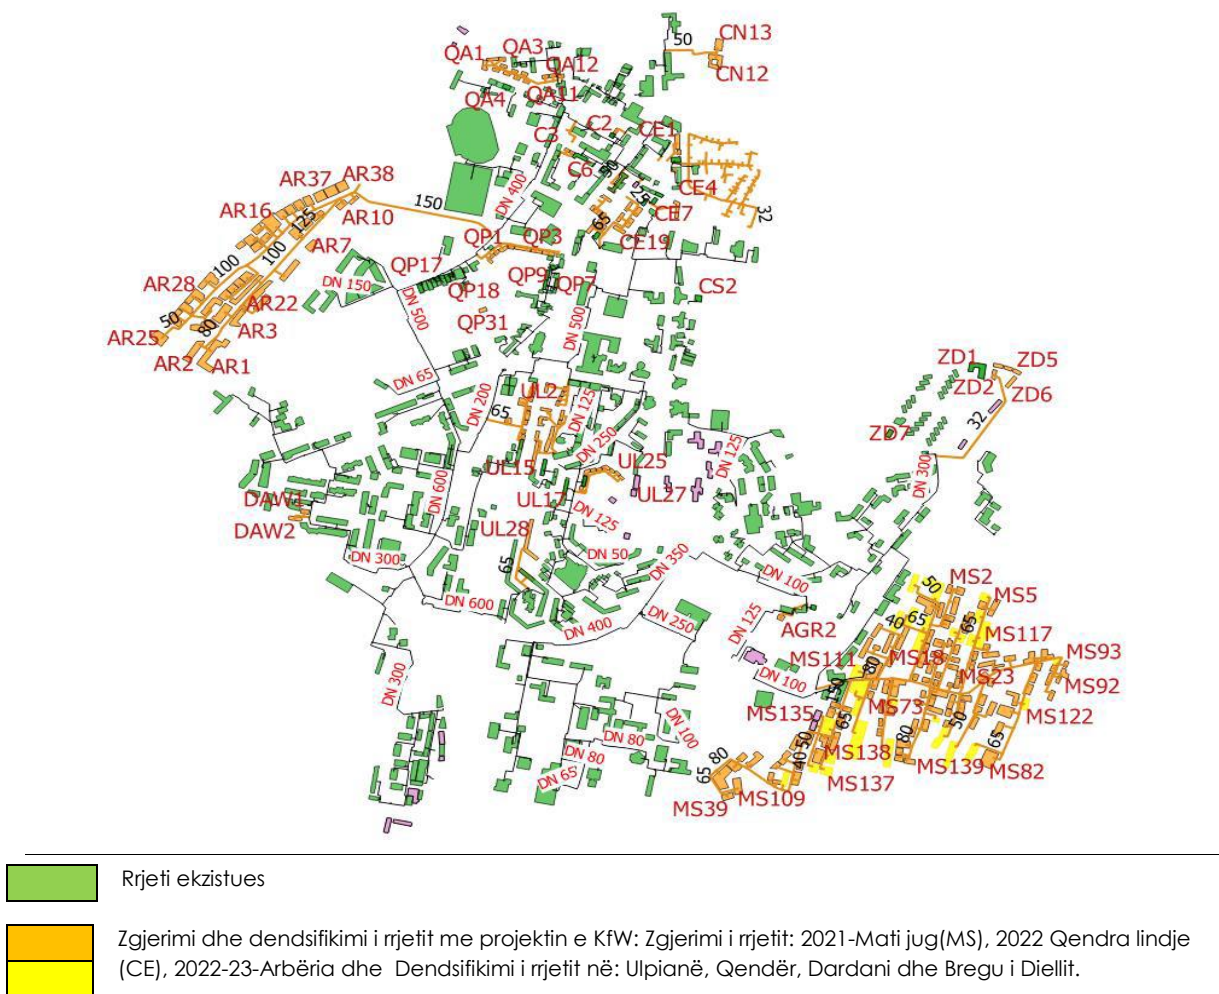 50
CN13
CN12
QA1
QA3
QA12
QA11
QA4
C3
C2
CE1
C6
50
25
CE4
32
CE7
65
CE19
DN 400
AR37
AR38
150
AR16
125
AR10
100
100
AR7
QP1
QP3
QP17
QP9
QP7
QP18
QP31
CS2
DN 150
DN 500
DN 500
AR28
AR22
50
80
AR3
AR25
AR2
AR1
DN 65
DN 200
65
DN 125
DN 250
ZD1
ZD5
ZD2
ZD6
32
ZD7
DN 300
UL15
UL25
UL17
UL27
DN 125
DN 125
DN 600
DAW1
DAW2
UL28
65
DN 300
DN 50
DN 350
DN 600
DN 400
DN 250
DN 100
DN 125
AGR2
50
MS2
MS5
40
65
65
MS117
MS111
80
MS18
MS93
MS23
MS92
DN 100
150
MS135
65
MS73
50
MS122
80
65
MS138
40
50
MS139
MS82
MS137
DN 300
DN 100
DN 80
DN 80
DN 65
80
65
MS39
MS109
Rrjeti ekzistues
Zgjerimi dhe dendsifikimi i rrjetit me projektin e KfW: Zgjerimi i rrjetit: 2021-Mati jug(MS), 2022 Qendra lindje
(CE), 2022-23-Arbëria dhe Dendsifikimi i rrjetit në: Ulpianë, Qendër, Dardani dhe Bregu i Diellit.